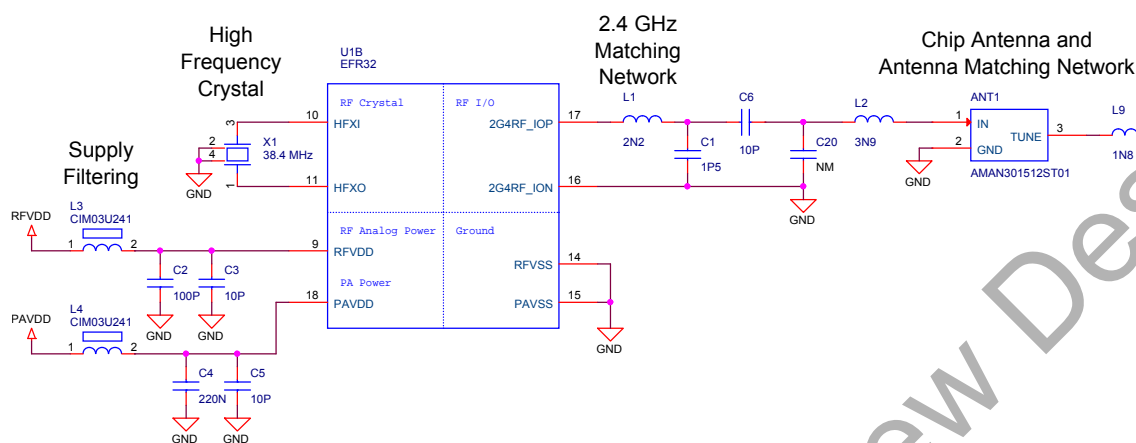 High
Frequency
Crystal
2.4 GHz
Matching
Network
Chip Antenna and
Antenna Matching Network
Supply
Filtering
U1B
EFR32
RF Crystal
RF I/O
10
HFXI
3
2
4
X1
38.4 MHz
GND
1
11
HFXO
17
2G4RF_IOP
16
2G4RF_ION
L1
2N2
C1
1P5
C6
10P
C20
NM
GND
L2
3N9
ANT1
1
IN
2
GND
TUNE
3
GND
AMAN301512ST01
L9
1N8
RFVDD
L3
CIM03U241
1
2
RF Analog Power
Ground
9
RFVDD
C2
100P
GND
C3
10P
GND
PA Power
18
PAVDD
RFVSS
14
PAVSS
15
GND
PAVDD
L4
CIM03U241
1
2
C4
220N
GND
C5
10P
GND
ew Des